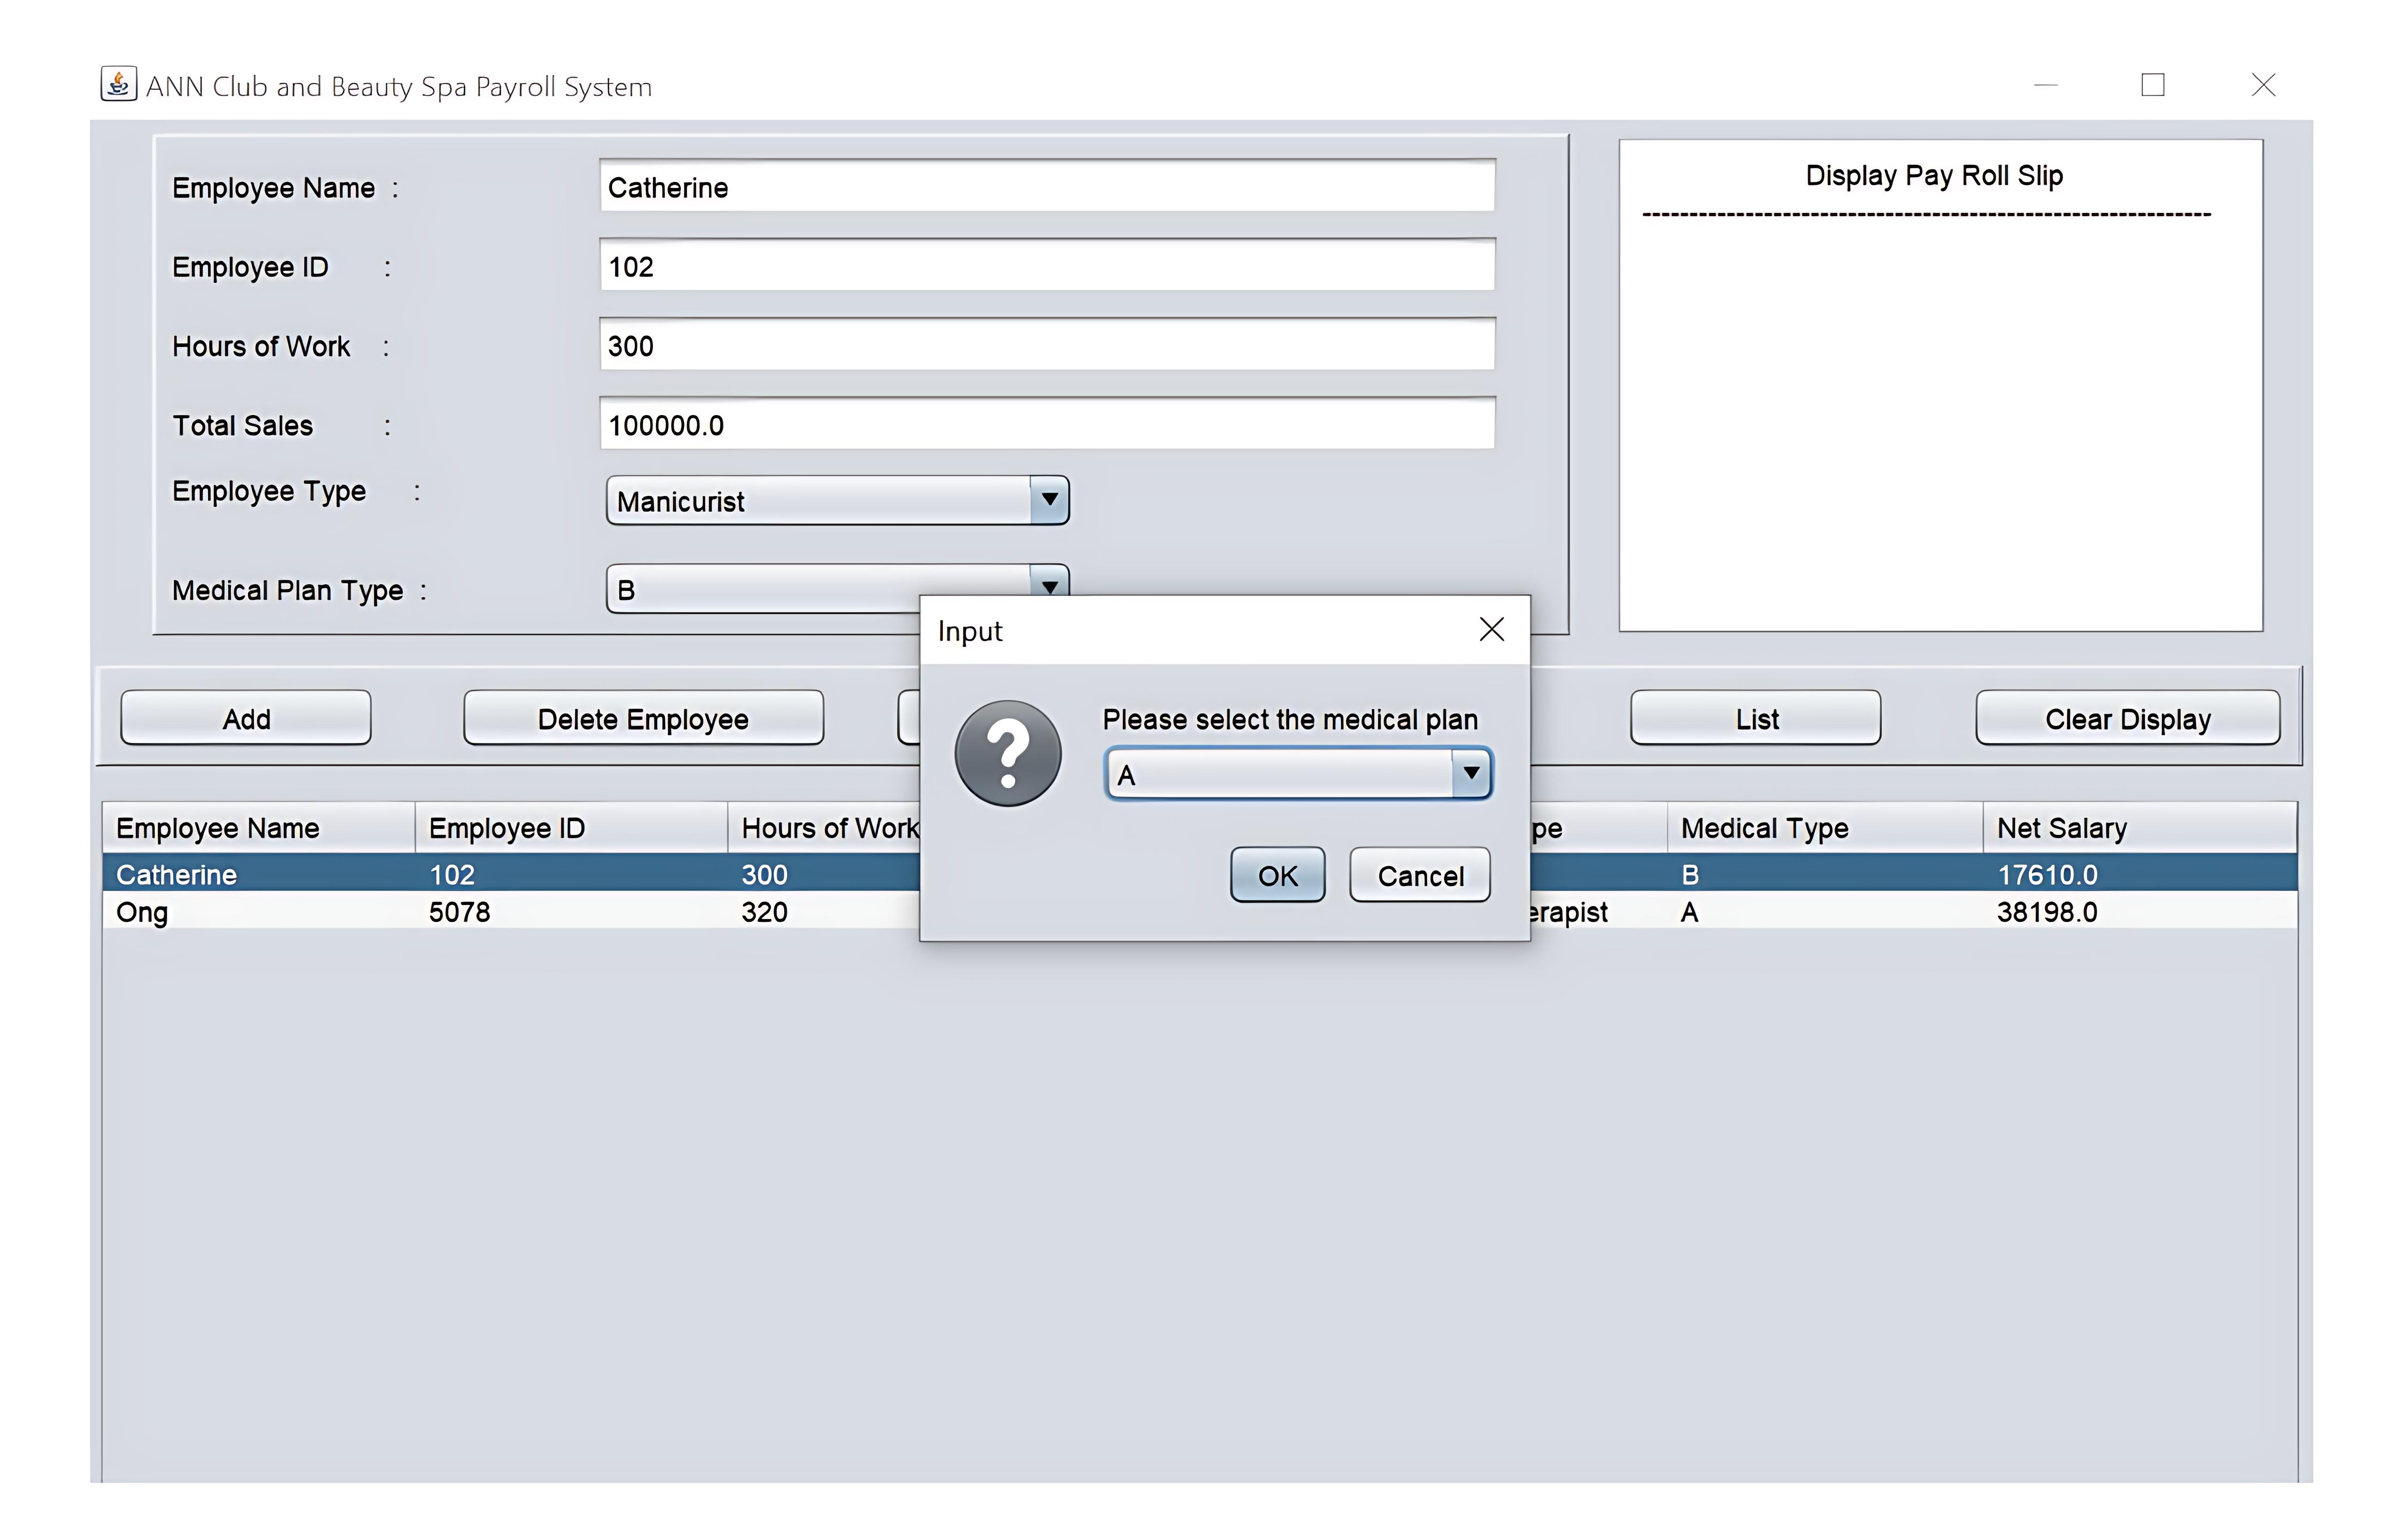 ANN Club and Beauty Spa Payroll System
Employee Name :
Catherine
Employee ID :
102
Hours of Work :
300
Total Sales :
100000.0
Employee Type :
Manicurist
Medical Plan Type :
B
Display Pay Roll Slip
------------------------------------------------------------
Input
Please select the medical plan
A
OK Cancel
Add Delete Employee List Clear Display
Employee Name Employee ID Hours of Work Medical Type Net Salary
Catherine 102 300 B 17610.0
Ong 5078 320 A 38198.0